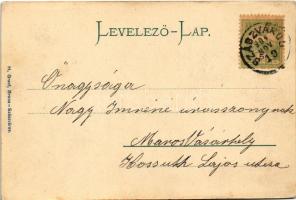 LEVELEZŐ-LAP.
Őnagysága
Nagy Imréné úrasszonynak
MarosVásárhely
Kossuth Lajos utcza